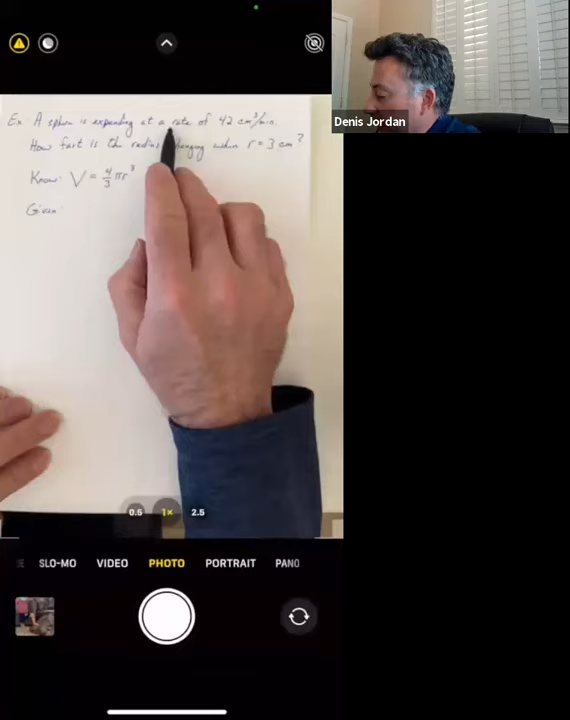 Ex: A sphere is expanding at a rate of 42 cm³/min.
How fast is the radius changing when r = 3 cm?
Know: V = 4/3 πr³
Given:
Denis Jordan
0.5 1× 2.5
SLO-MO VIDEO PHOTO PORTRAIT PANO